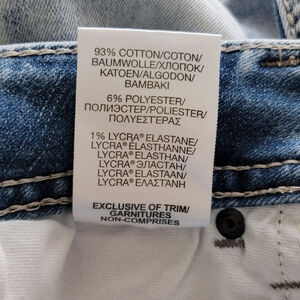 93% COTTON/COTON/
BAUMWOLLE/ХЛОПОК/
KATOEN/ALGODON/
BAMBAKI
6% POLYESTER/
ПОЛИЭСТЕР/POLIESTER/
ΠΟΛΥΕΣΤΕΡΑΣ
1% LYCRA® ELASTANE/
LYCRA® ELASTHANNE/
LYCRA® ELASTHAN/
LYCRA® ЭЛАСТАН/
LYCRA® ELASTAAN/
LYCRA® ΕΛΑΣΤΑΝΗ
EXCLUSIVE OF TRIM/
GARNITURES
NON-COMPRISES